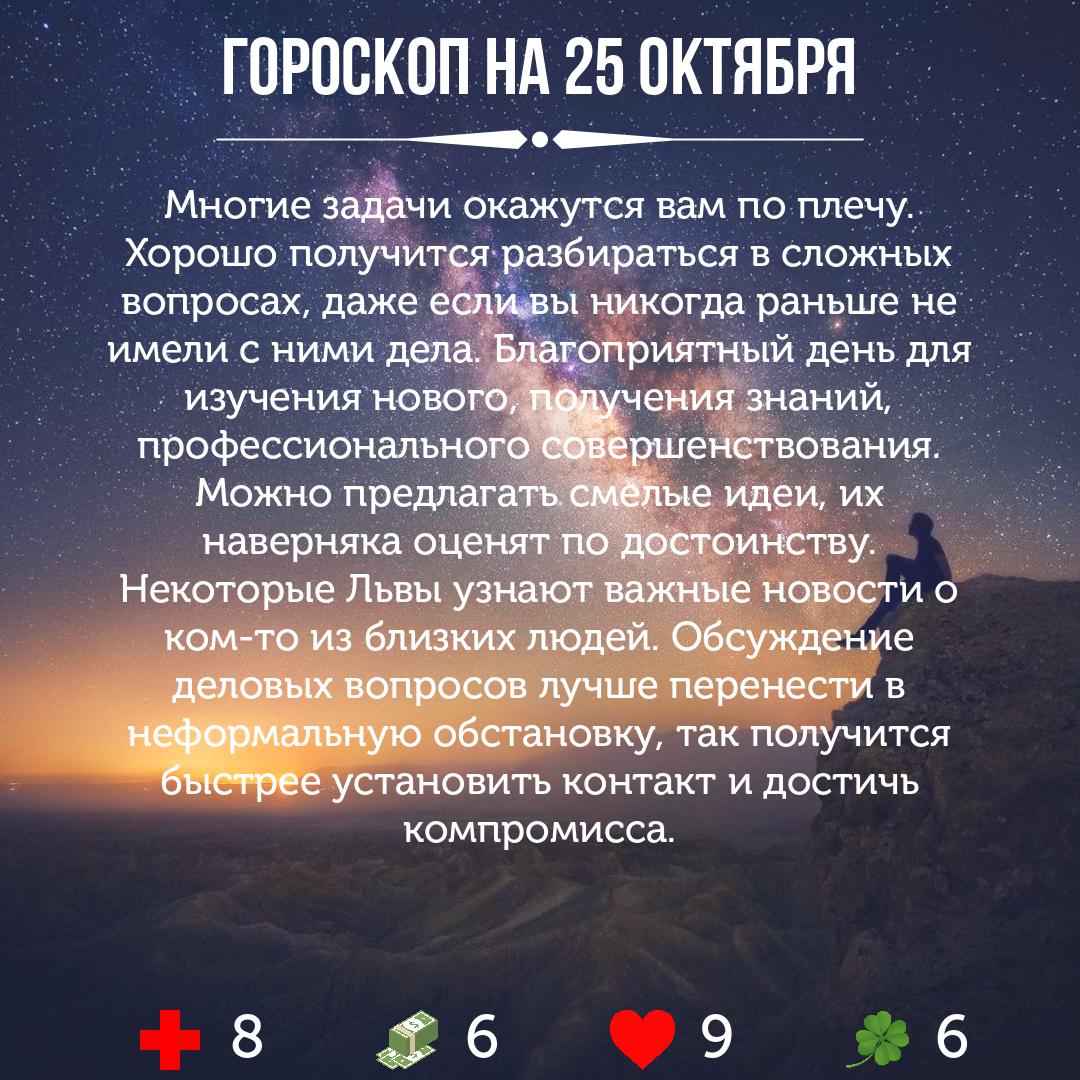 ГОРОСКОП НА 25 ОКТЯБРЯ
Многие задачи окажутся вам по плечу.
Хорошо получится разбираться в сложных
вопросах, даже если вы никогда раньше не
имели с ними дела. Благоприятный день для
изучения нового, получения знаний,
профессионального совершенствования.
Можно предлагать смелые идеи, их
наверняка оценят по достоинству.
Некоторые Львы узнают важные новости о
ком-то из близких людей. Обсуждение
деловых вопросов лучше перенести в
неформальную обстановку, так получится
быстрее установить контакт и достичь
компромисса.
8 6 9 6